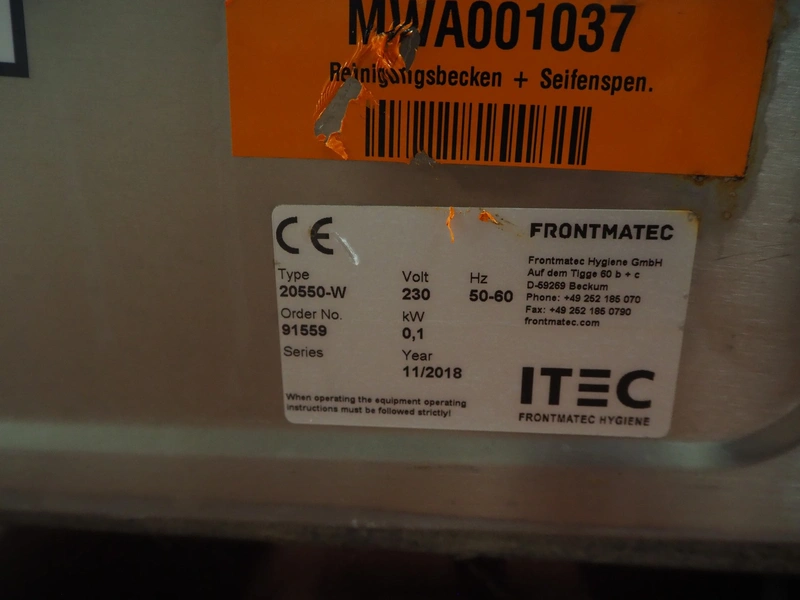 MWA001037
Reinigungsbecken + Seifenspen.
CE
FRONTMATEC
Frontmatec Hygiene GmbH
Auf dem Tigge 60 b + c
D-59269 Beckum
Phone: +49 252 185 070
Fax: +49 252 185 0790
frontmatec.com
Type
20550-W
Volt
230
Hz
50-60
Order No.
91559
kW
0,1
Series
Year
11/2018
When operating the equipment operating
instructions must be followed strictly!
ITEC
FRONTMATEC HYGIENE